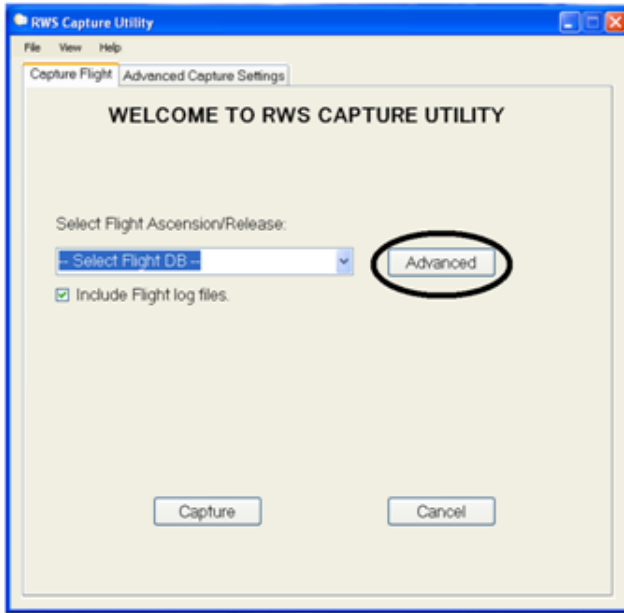 RWS Capture Utility
File View Help
Capture Flight Advanced Capture Settings
WELCOME TO RWS CAPTURE UTILITY
Select Flight Ascension/Release:
-- Select Flight DB -- Advanced
Include Flight log files.
Capture Cancel